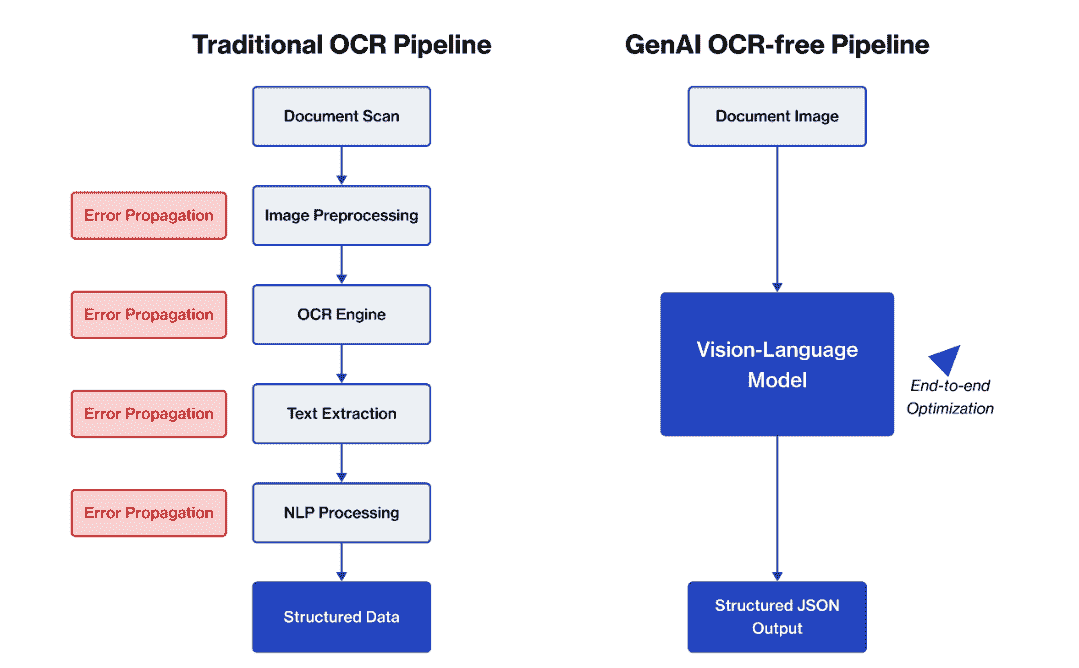 Traditional OCR Pipeline
Document Scan
Error Propagation
Image Preprocessing
Error Propagation
OCR Engine
Error Propagation
Text Extraction
Error Propagation
NLP Processing
Structured Data
GenAI OCR-free Pipeline
Document Image
Vision-Language
Model
End-to-end
Optimization
Structured JSON
Output